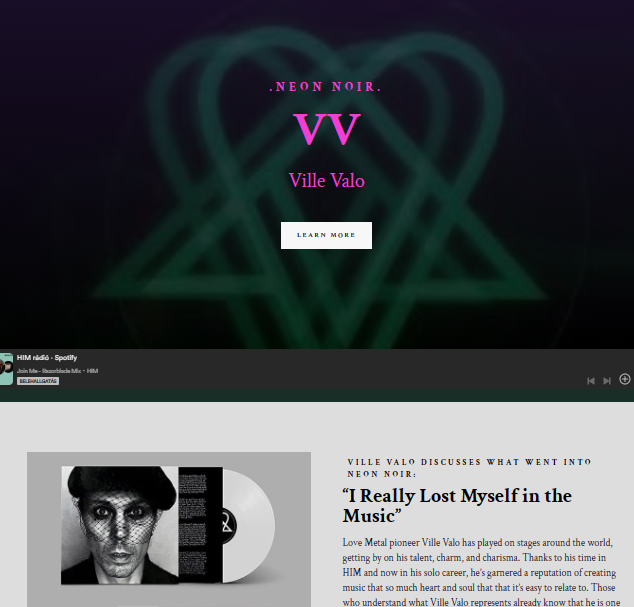 .NEON NOIR.
VV
Ville Valo
LEARN MORE
HIM rádió · Spotify
Join Me - Razorblade Mix · HIM
BELEHALLGATÁS
VILLE VALO DISCUSSES WHAT WENT INTO
NEON NOIR:
“I Really Lost Myself in the
Music”
Love Metal pioneer Ville Valo has played on stages around the world,
getting by on his talent, charm, and charisma. Thanks to his time in
HIM and now in his solo career, he’s garnered a reputation of creating
music that so much heart and soul that that it’s easy to relate to. Those
who understand what Ville Valo represents already know that he is one